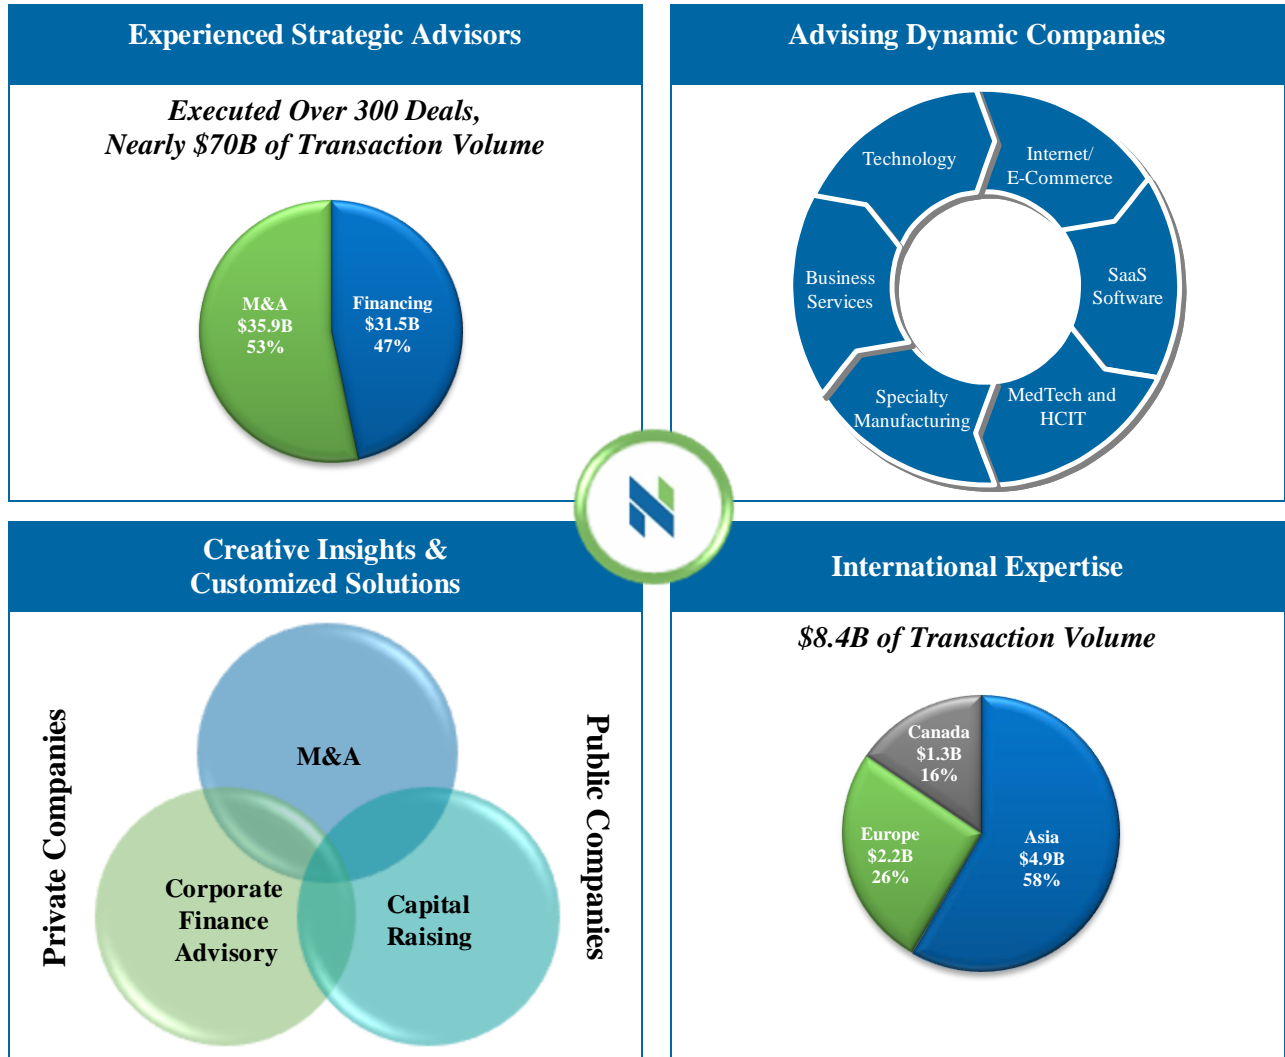 Experienced Strategic Advisors
Executed Over 300 Deals,
Nearly $70B of Transaction Volume
M&A
$35.9B
53%
Financing
$31.5B
47%
Advising Dynamic Companies
Technology
Internet/
E-Commerce
Business
Services
SaaS
Software
Specialty
Manufacturing
MedTech and
HCIT
Creative Insights &
Customized Solutions
Private Companies
M&A
Corporate
Finance
Advisory
Capital
Raising
Public Companies
International Expertise
$8.4B of Transaction Volume
Canada
$1.3B
16%
Europe
$2.2B
26%
Asia
$4.9B
58%
N